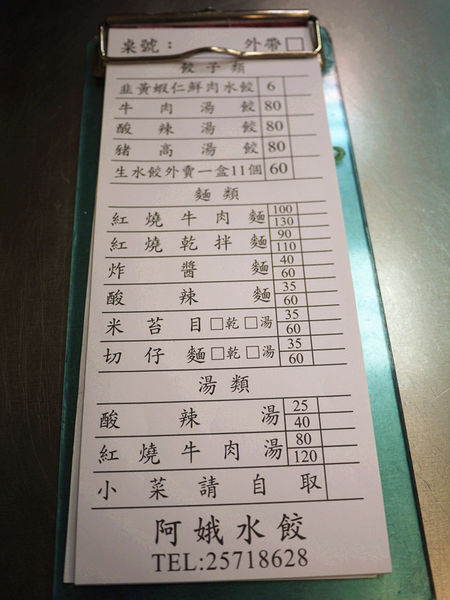 桌號： 外帶□
餃子類
韭黃蝦仁鮮肉水餃 6
牛肉湯餃 80
酸辣湯餃 80
豬高湯餃 80
生水餃外賣一盒11個 60
麵類
紅燒牛肉麵 100 130
紅燒乾拌麵 90 110
炸醬麵 40 60
酸辣麵 35 60
米苔目□乾□湯 35 60
切仔麵□乾□湯 35 60
湯類
酸辣湯 25 40
紅燒牛肉湯 80 120
小菜請自取
阿娥水餃
TEL:25718628